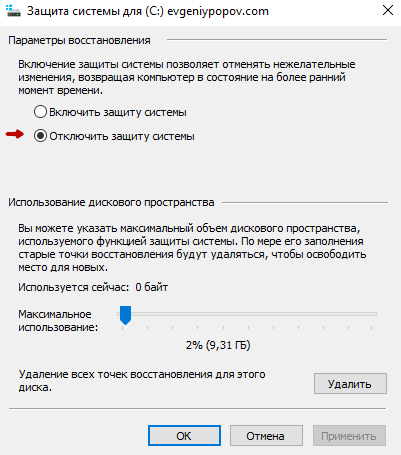 Защита системы для (C:) evgeniypopov.com
Параметры восстановления
Включение защиты системы позволяет отменять нежелательные
изменения, возвращая компьютер в состояние на более ранний
момент времени.
Включить защиту системы
Отключить защиту системы
Использование дискового пространства
Вы можете указать максимальный объем дискового пространства,
используемого функцией защиты системы. По мере его заполнения
старые точки восстановления будут удаляться, чтобы освободить
место для новых.
Используется сейчас: 0 байт
Максимальное
использование:
2% (9,31 ГБ)
Удаление всех точек восстановления для этого
диска.
Удалить
ОК
Отмена
Применить